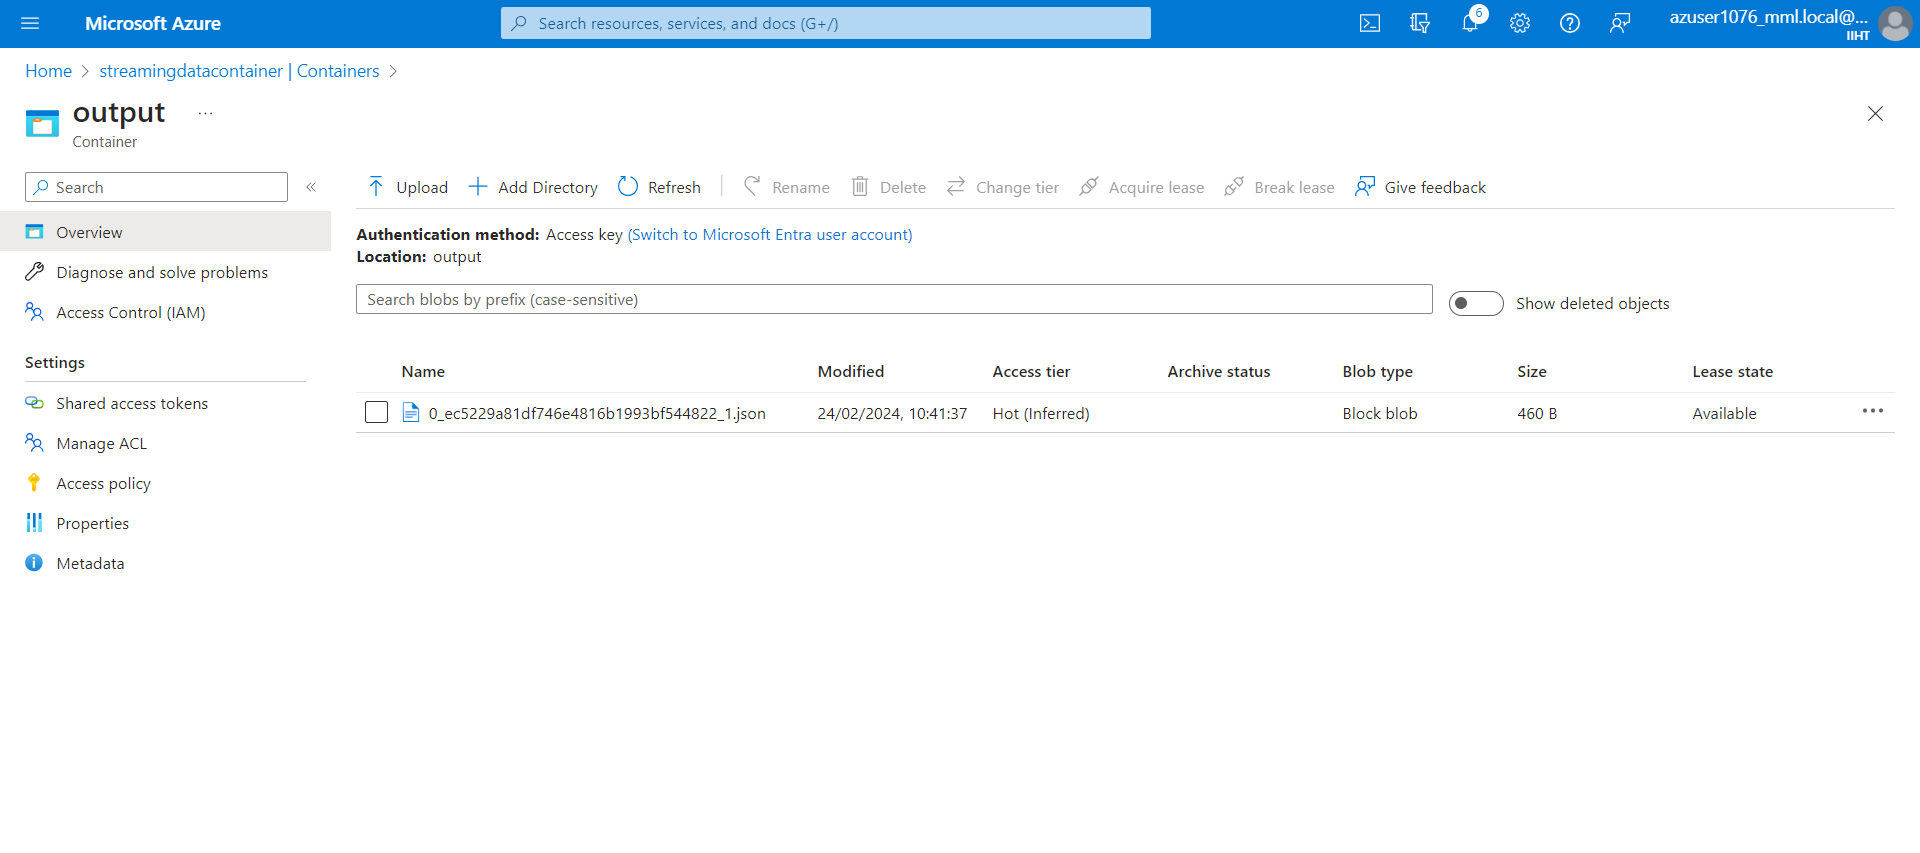 Microsoft Azure
Search resources, services, and docs (G+/)
6
azuser1076_mml.local@...
IIHT
Home > streamingdatacontainer | Containers >
output ...
Container
Search «
Upload Add Directory Refresh Rename Delete Change tier Acquire lease Break lease Give feedback
Overview
Diagnose and solve problems
Access Control (IAM)
Settings
Shared access tokens
Manage ACL
Access policy
Properties
Metadata
Authentication method: Access key (Switch to Microsoft Entra user account)
Location: output
Search blobs by prefix (case-sensitive)
Show deleted objects
Name Modified Access tier Archive status Blob type Size Lease state
0_ec5229a81df746e4816b1993bf544822_1.json 24/02/2024, 10:41:37 Hot (Inferred) Block blob 460 B Available ...